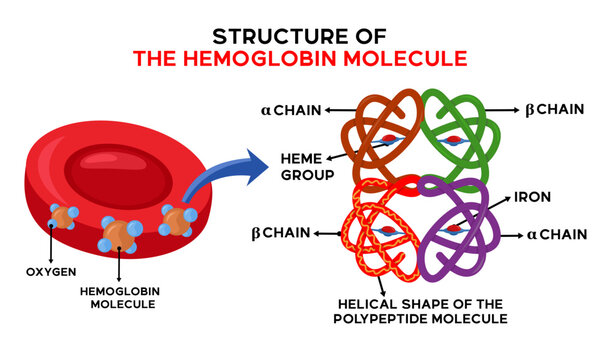 STRUCTURE OF
THE HEMOGLOBIN MOLECULE
α CHAIN
β CHAIN
HEME
GROUP
IRON
β CHAIN
α CHAIN
OXYGEN
HEMOGLOBIN
MOLECULE
HELICAL SHAPE OF THE
POLYPEPTIDE MOLECULE